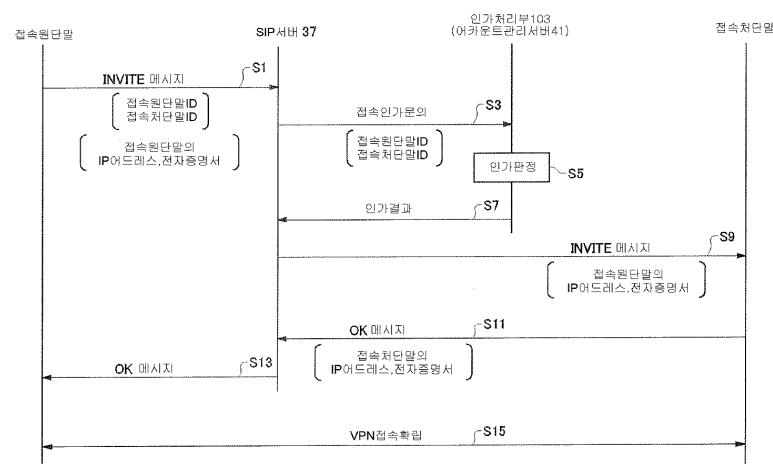 접속원단말
SIP서버 37
인가처리부103
(어카운트관리서버41)
접속처단말
INVITE 메시지
S1
접속원단말ID
접속처단말ID
접속원단말의
IP어드레스,전자증명서
접속인가문의
S3
접속원단말ID
접속처단말ID
인가판정
S5
인가결과
S7
INVITE 메시지
S9
접속원단말의
IP어드레스,전자증명서
OK 메시지
S11
접속처단말의
IP어드레스,전자증명서
OK 메시지
S13
VPN접속확립
S15